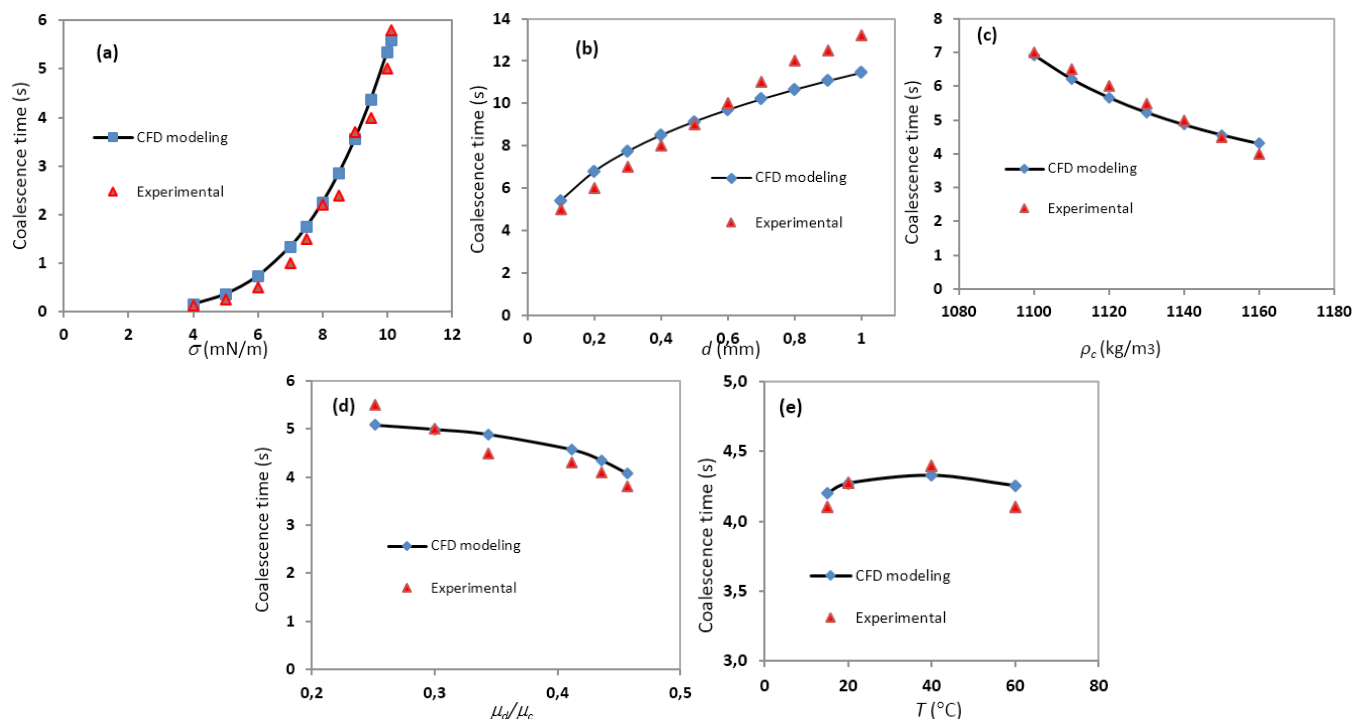 (a)
Coalescence time (s)
6
5
4
3
2
1
0
CFD modeling
Experimental
0 2 4 6 8 10 12
σ (mN/m)
(b)
Coalescence time (s)
14
12
10
8
6
4
2
0
CFD modeling
Experimental
0 0,2 0,4 0,6 0,8 1
d (mm)
(c)
Coalescence time (s)
8
7
6
5
4
3
2
1
0
CFD modeling
Experimental
1080 1100 1120 1140 1160 1180
ρc (kg/m3)
(d)
Coalescence time (s)
6
5
4
3
2
1
0
CFD modeling
Experimental
0,2 0,3 0,4 0,5
μd/μc
(e)
Coalescence time (s)
5,0
4,5
4,0
3,5
3,0
CFD modeling
Experimental
0 20 40 60 80
T (°C)